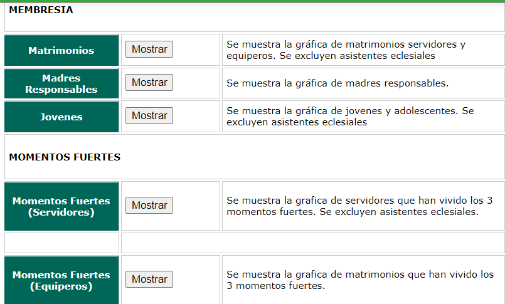 MEMBRESIA
Matrimonios
Mostrar
Se muestra la gráfica de matrimonios servidores y
equiperos. Se excluyen asistentes eclesiales
Madres
Responsables
Mostrar
Se muestra la gráfica de madres responsables.
Jovenes
Mostrar
Se muestra la gráfica de jovenes y adolescentes. Se
excluyen asistentes eclesiales
MOMENTOS FUERTES
Momentos Fuertes
(Servidores)
Mostrar
Se muestra la grafica de servidores que han vivido los 3
momentos fuertes. Se excluyen asistentes eclesiales.
Momentos Fuertes
(Equiperos)
Mostrar
Se muestra la grafica de matrimonios que han vivido los
3 momentos fuertes.